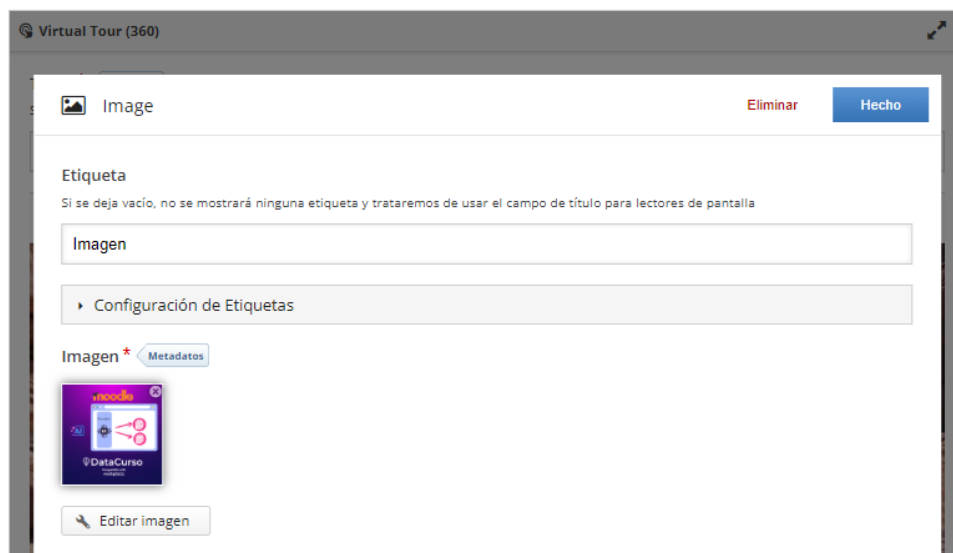 Virtual Tour (360)
Image
Eliminar
Hecho
Etiqueta
Si se deja vacío, no se mostrará ninguna etiqueta y trataremos de usar el campo de título para lectores de pantalla
Imagen
Configuración de Etiquetas
Imagen *
Metadatos
moodle
AI
DataCurso
Editar imagen